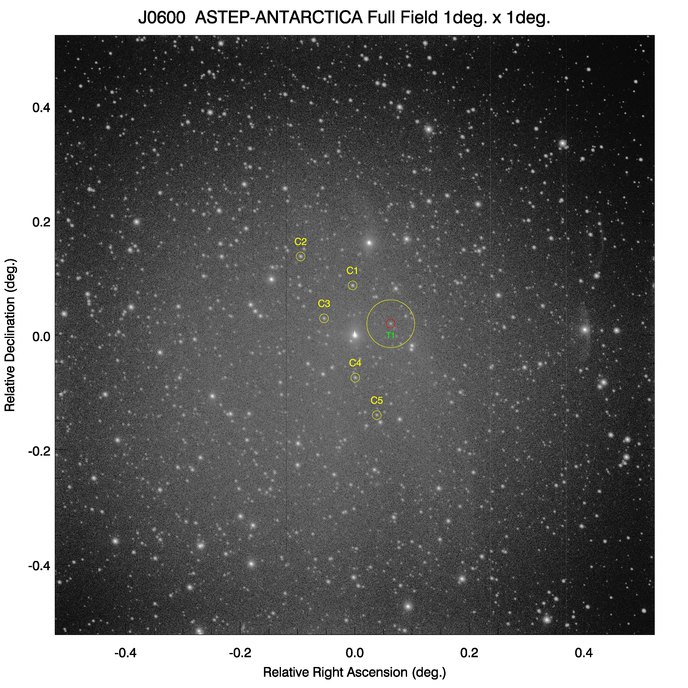 J0600 ASTEP-ANTARCTICA Full Field 1deg. x 1deg.
Relative Declination (deg.)
0.4
0.2
0.0
-0.2
-0.4
C2
C1
C3
T1
C4
C5
-0.4
-0.2
0.0
0.2
0.4
Relative Right Ascension (deg.)